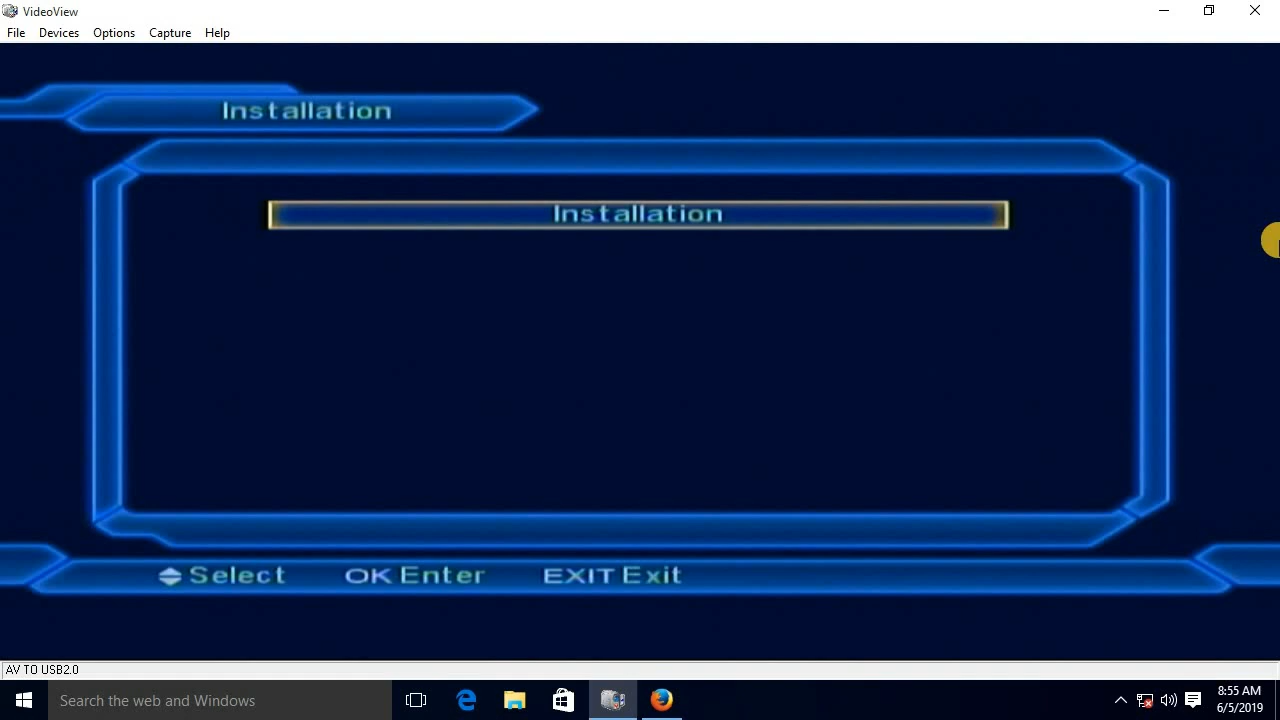 VideoView
File Devices Options Capture Help
Installation
Installation
Select OK Enter EXIT Exit
AV TO USB2.0
Search the web and Windows
8:55 AM
6/5/2019